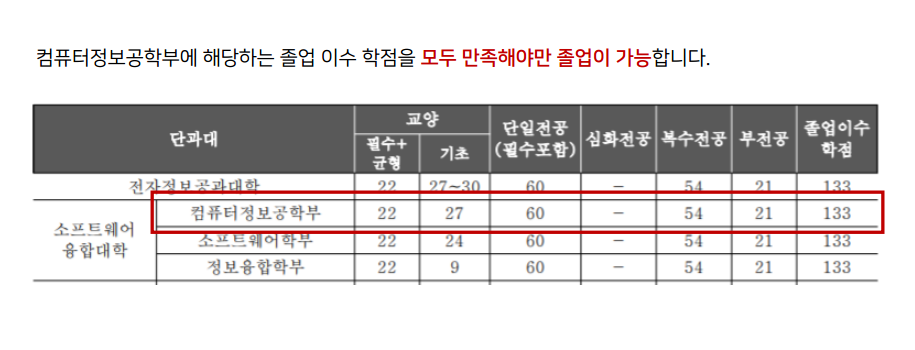 컴퓨터정보공학부에 해당하는 졸업 이수 학점을 모두 만족해야만 졸업이 가능합니다.
단과대 교양 단일전공 (필수포함) 심화전공 복수전공 부전공 졸업이수 학점
필수+ 균형 기초
전자정보공과대학 22 27~30 60 – 54 21 133
소프트웨어 융합대학 컴퓨터정보공학부 22 27 60 – 54 21 133
소프트웨어학부 22 24 60 – 54 21 133
정보융합학부 22 9 60 – 54 21 133